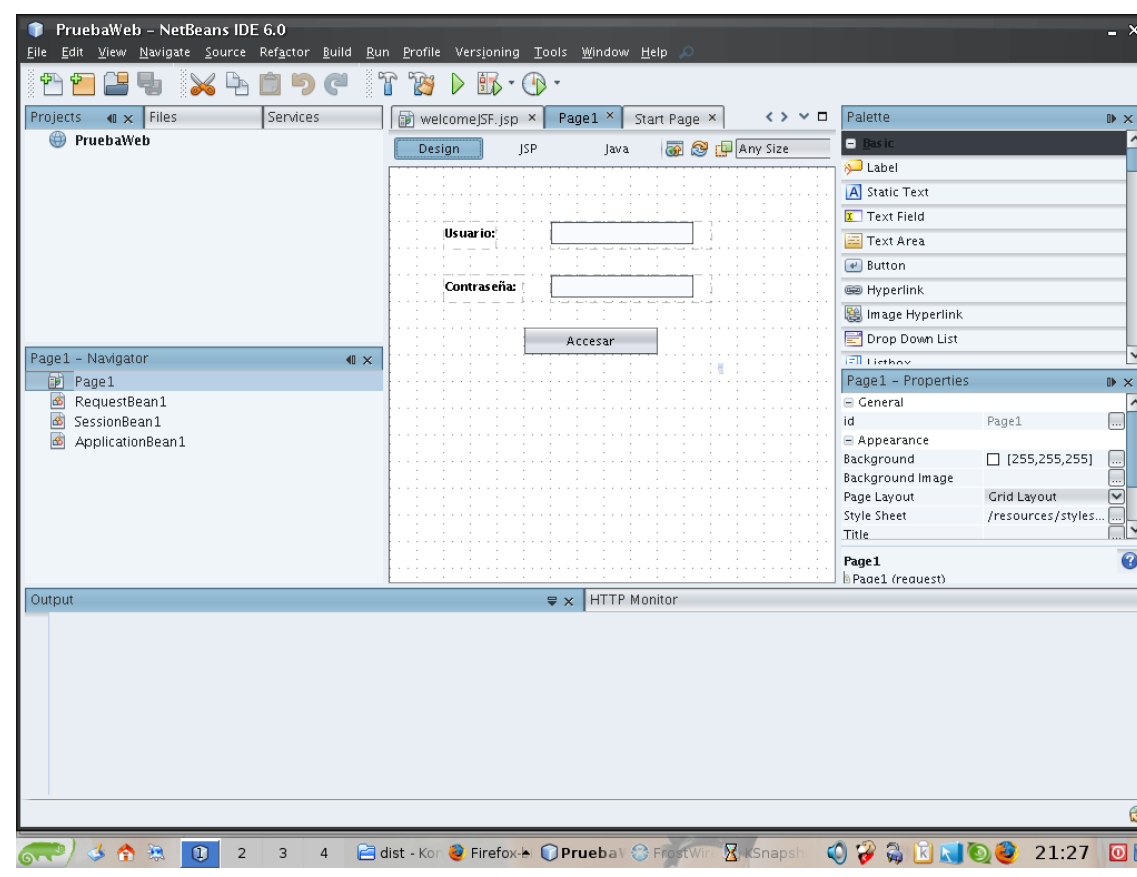 PruebaWeb – NetBeans IDE 6.0
File Edit View Navigate Source Refactor Build Run Profile Versioning Tools Window Help
Projects Files Services
welcomeJSF.jsp Page1 Start Page
Palette
PruebaWeb
Design JSP Java Any Size
Basic
Label
Static Text
Text Field
Text Area
Button
Hyperlink
Image Hyperlink
Drop Down List
Listbox
Usuario:
Contraseña:
Accesar
Page1 – Navigator
Page1
RequestBean1
SessionBean1
ApplicationBean1
Page1 – Properties
General
id Page1
Appearance
Background [255,255,255]
Background Image
Page Layout Grid Layout
Style Sheet /resources/styles...
Title
Page1
Page1 (request)
Output HTTP Monitor
1 2 3 4 dist - Kon Firefox PruebaW FrostWir KSnapsh 21:27